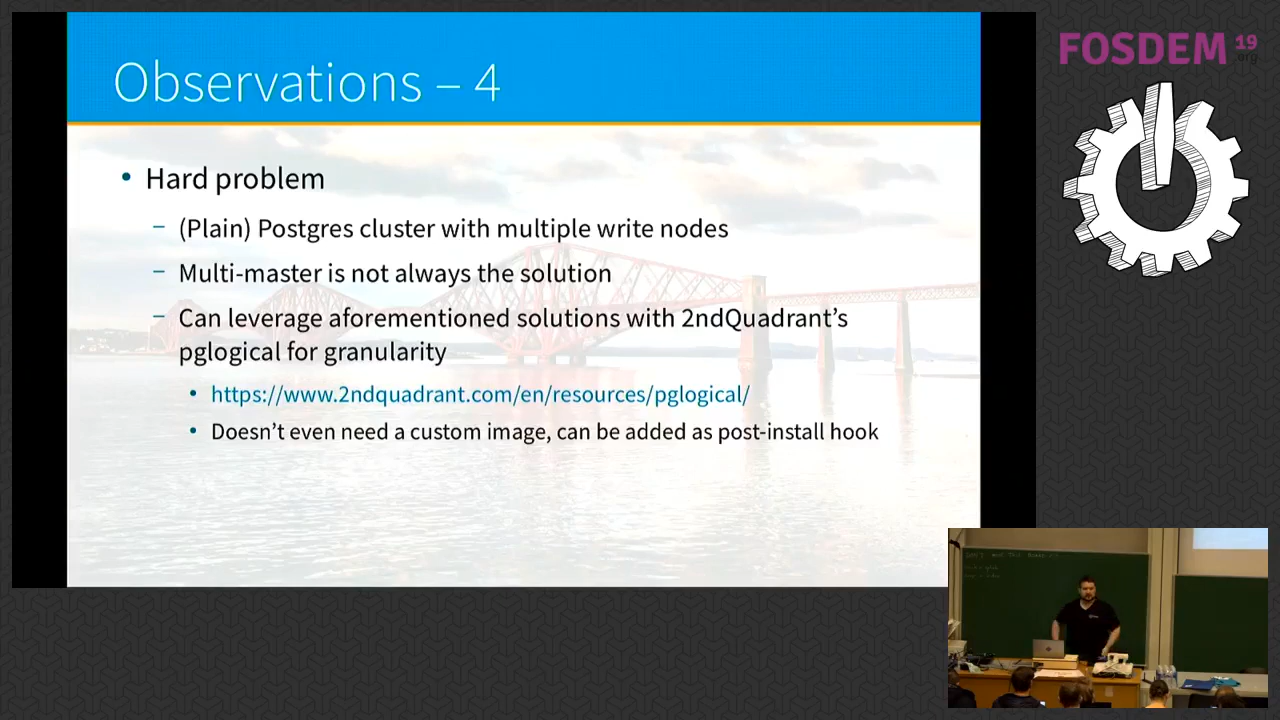 Observations – 4
FOSDEM 19
.org
• Hard problem
– (Plain) Postgres cluster with multiple write nodes
– Multi-master is not always the solution
– Can leverage aforementioned solutions with 2ndQuadrant’s
pglogical for granularity
• https://www.2ndquadrant.com/en/resources/pglogical/
• Doesn’t even need a custom image, can be added as post-install hook